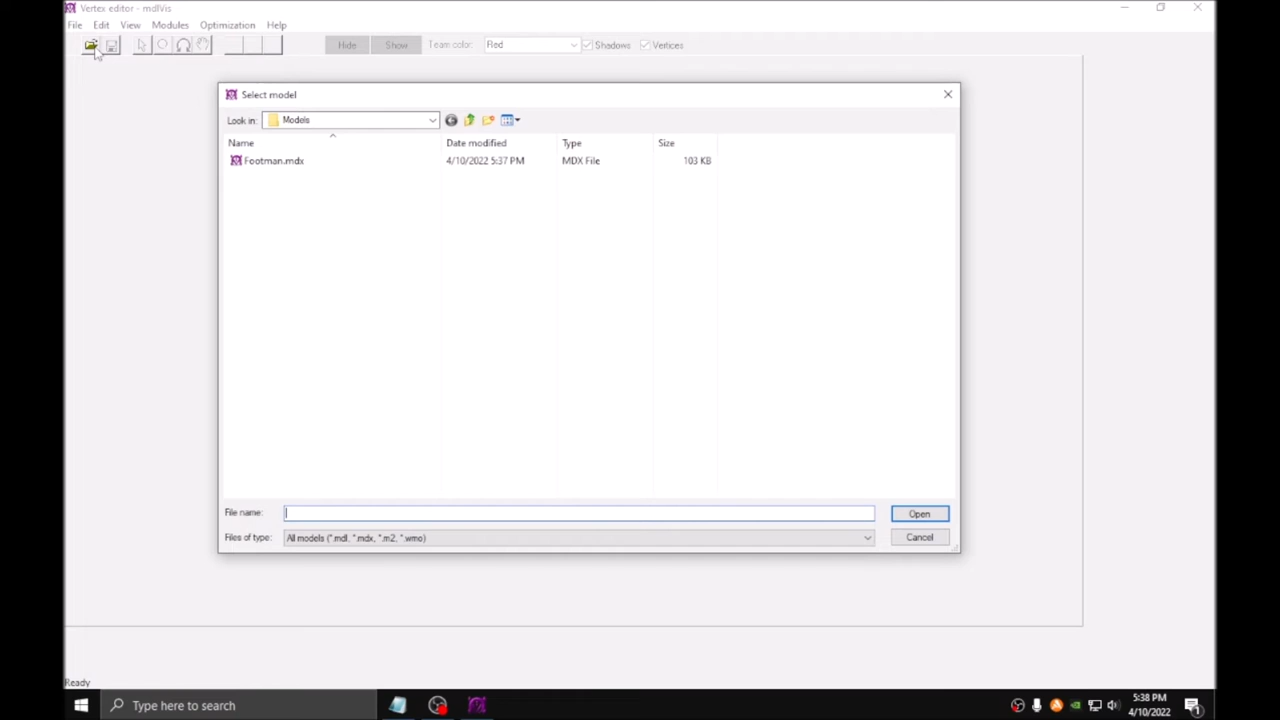 Vertex editor - mdlVis
File Edit View Modules Optimization Help
Hide Show Team color: Red Shadows Vertices
Select model
Look in: Models
Name Date modified Type Size
Footman.mdx 4/10/2022 5:37 PM MDX File 103 KB
File name: Open
Files of type: All models (*.mdl, *.mdx, *.m2, *.wmo) Cancel
Ready
Type here to search
5:38 PM
4/10/2022
1